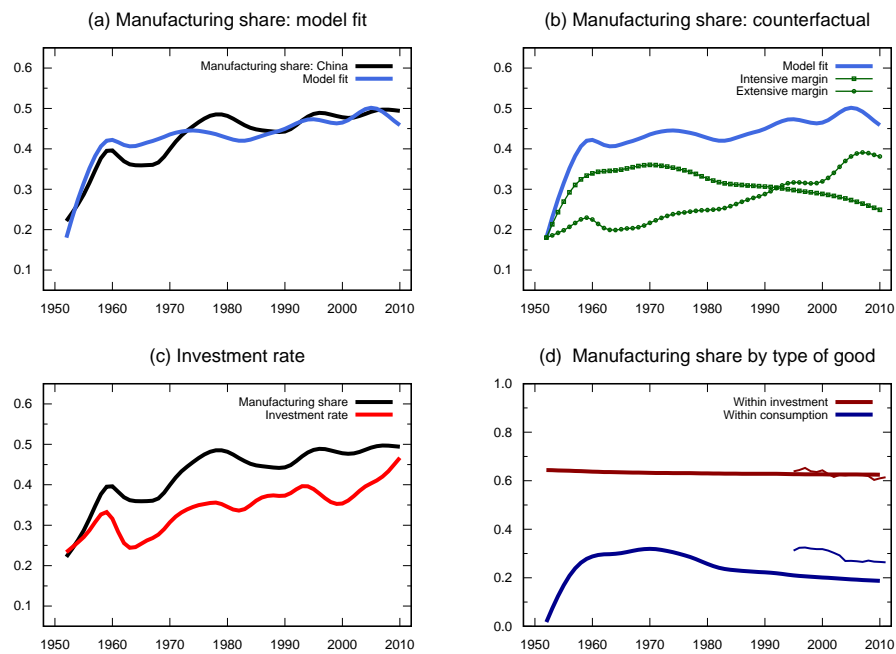 (a) Manufacturing share: model fit
0.6
0.5
0.4
0.3
0.2
0.1
1950 1960 1970 1980 1990 2000 2010
Manufacturing share: China
Model fit
(b) Manufacturing share: counterfactual
0.6
0.5
0.4
0.3
0.2
0.1
1950 1960 1970 1980 1990 2000 2010
Model fit
Intensive margin
Extensive margin
(c) Investment rate
0.6
0.5
0.4
0.3
0.2
0.1
1950 1960 1970 1980 1990 2000 2010
Manufacturing share
Investment rate
(d) Manufacturing share by type of good
1.0
0.8
0.6
0.4
0.2
0.0
1950 1960 1970 1980 1990 2000 2010
Within investment
Within consumption